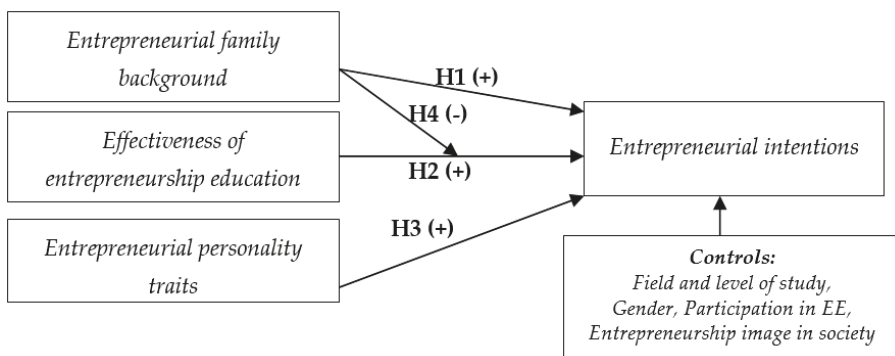 Entrepreneurial family
background
H1 (+)
H4 (-)
Effectiveness of
entrepreneurship education
H2 (+)
Entrepreneurial intentions
Entrepreneurial personality
traits
H3 (+)
Controls:
Field and level of study,
Gender, Participation in EE,
Entrepreneurship image in society